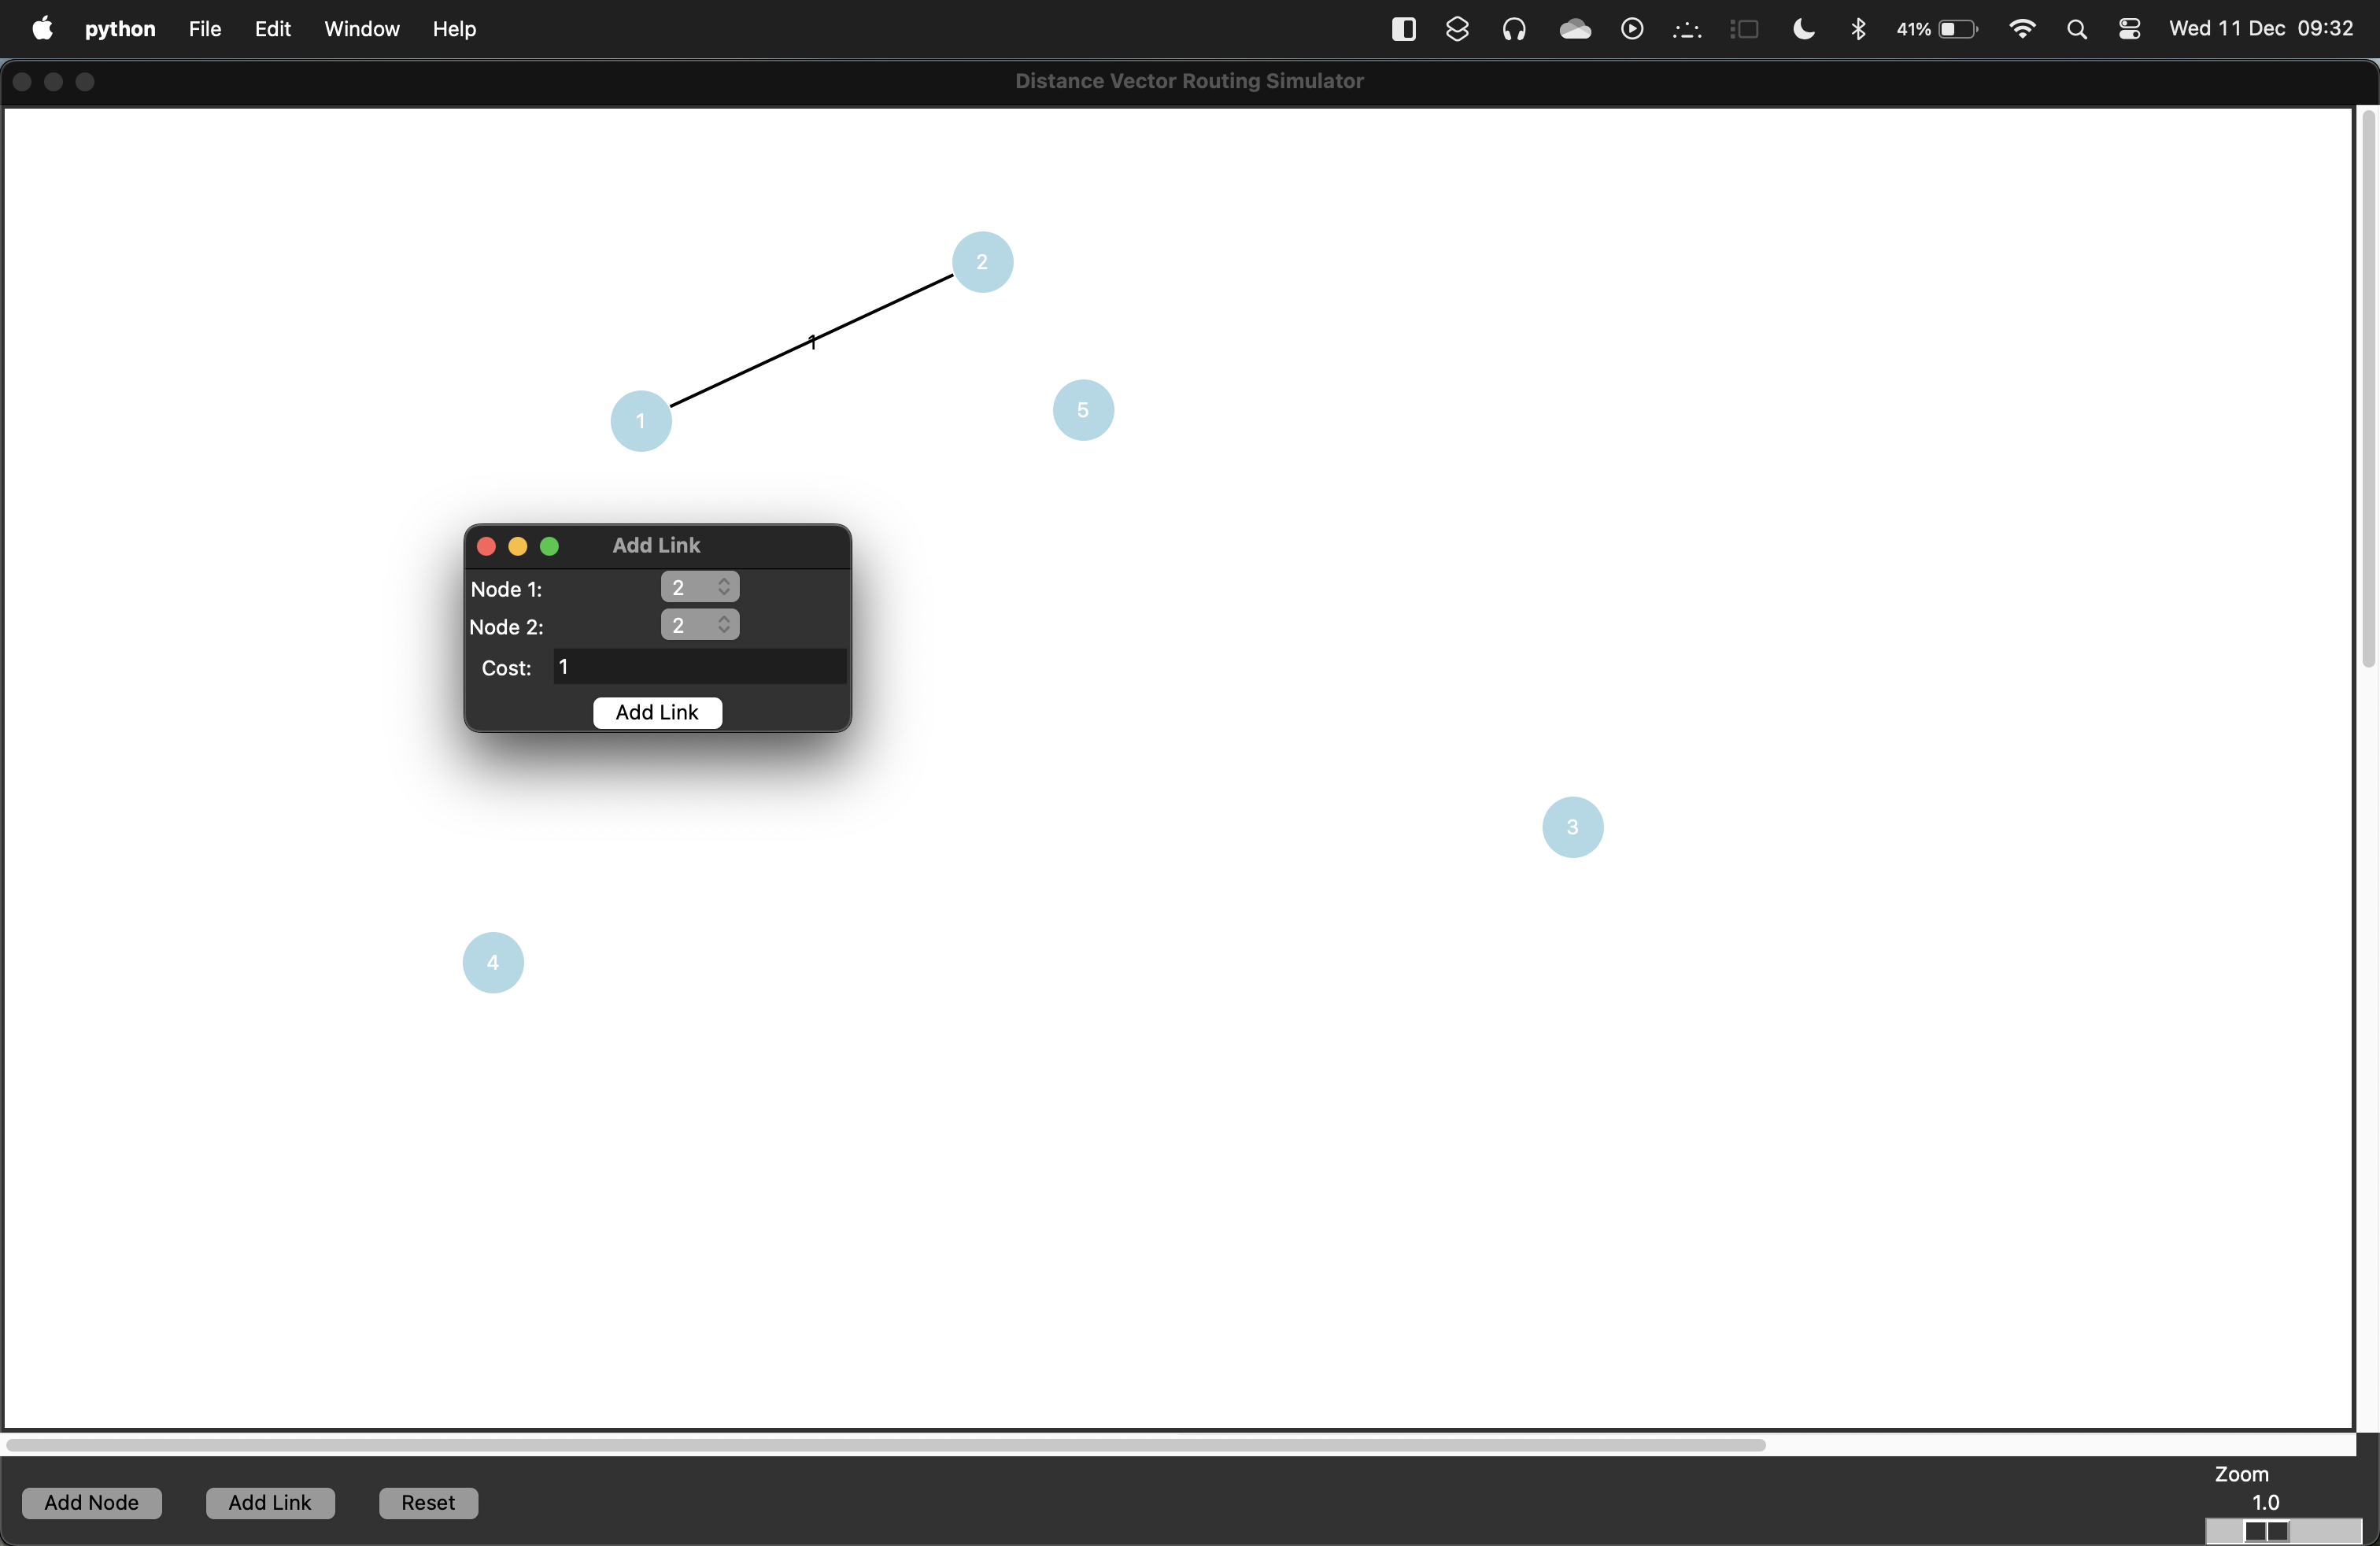 python File Edit Window Help 41% Wed 11 Dec 09:32
Distance Vector Routing Simulator
2
1
5
1
Add Link
Node 1: 2
Node 2: 2
Cost: 1
Add Link
3
4
Zoom
1.0
Add Node Add Link Reset